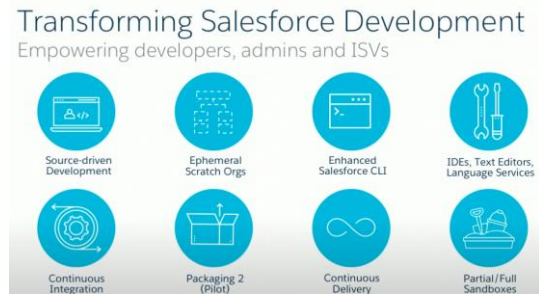 Transforming Salesforce Development
Empowering developers, admins and ISVs
Source-driven
Development
Ephemeral
Scratch Orgs
Enhanced
Salesforce CLI
IDEs, Text Editors,
Language Services
Continuous
Integration
Packaging 2
(Pilot)
Continuous
Delivery
Partial/Full
Sandboxes